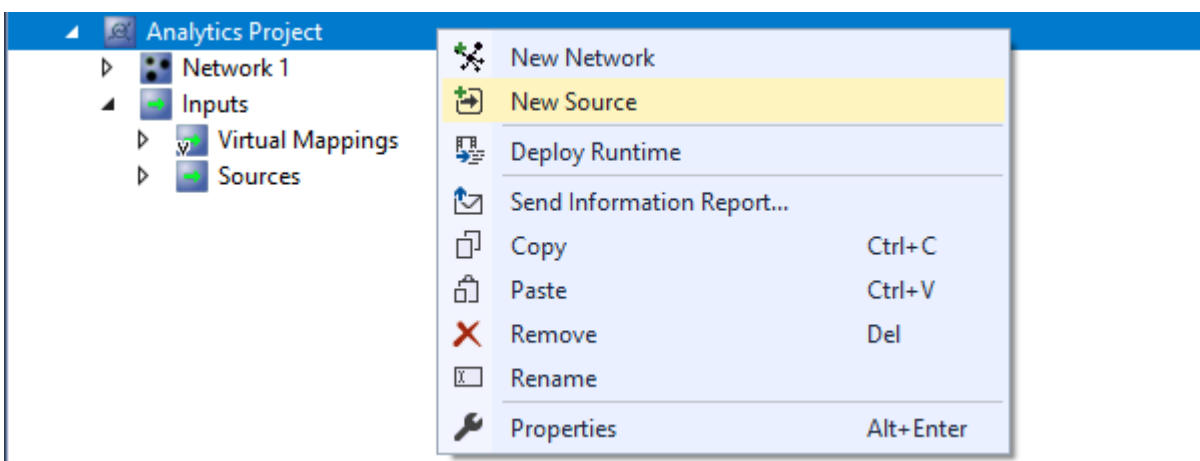 Analytics Project
Network 1
Inputs
Virtual Mappings
Sources
New Network
New Source
Deploy Runtime
Send Information Report...
Copy Ctrl+C
Paste Ctrl+V
Remove Del
Rename
Properties Alt+Enter